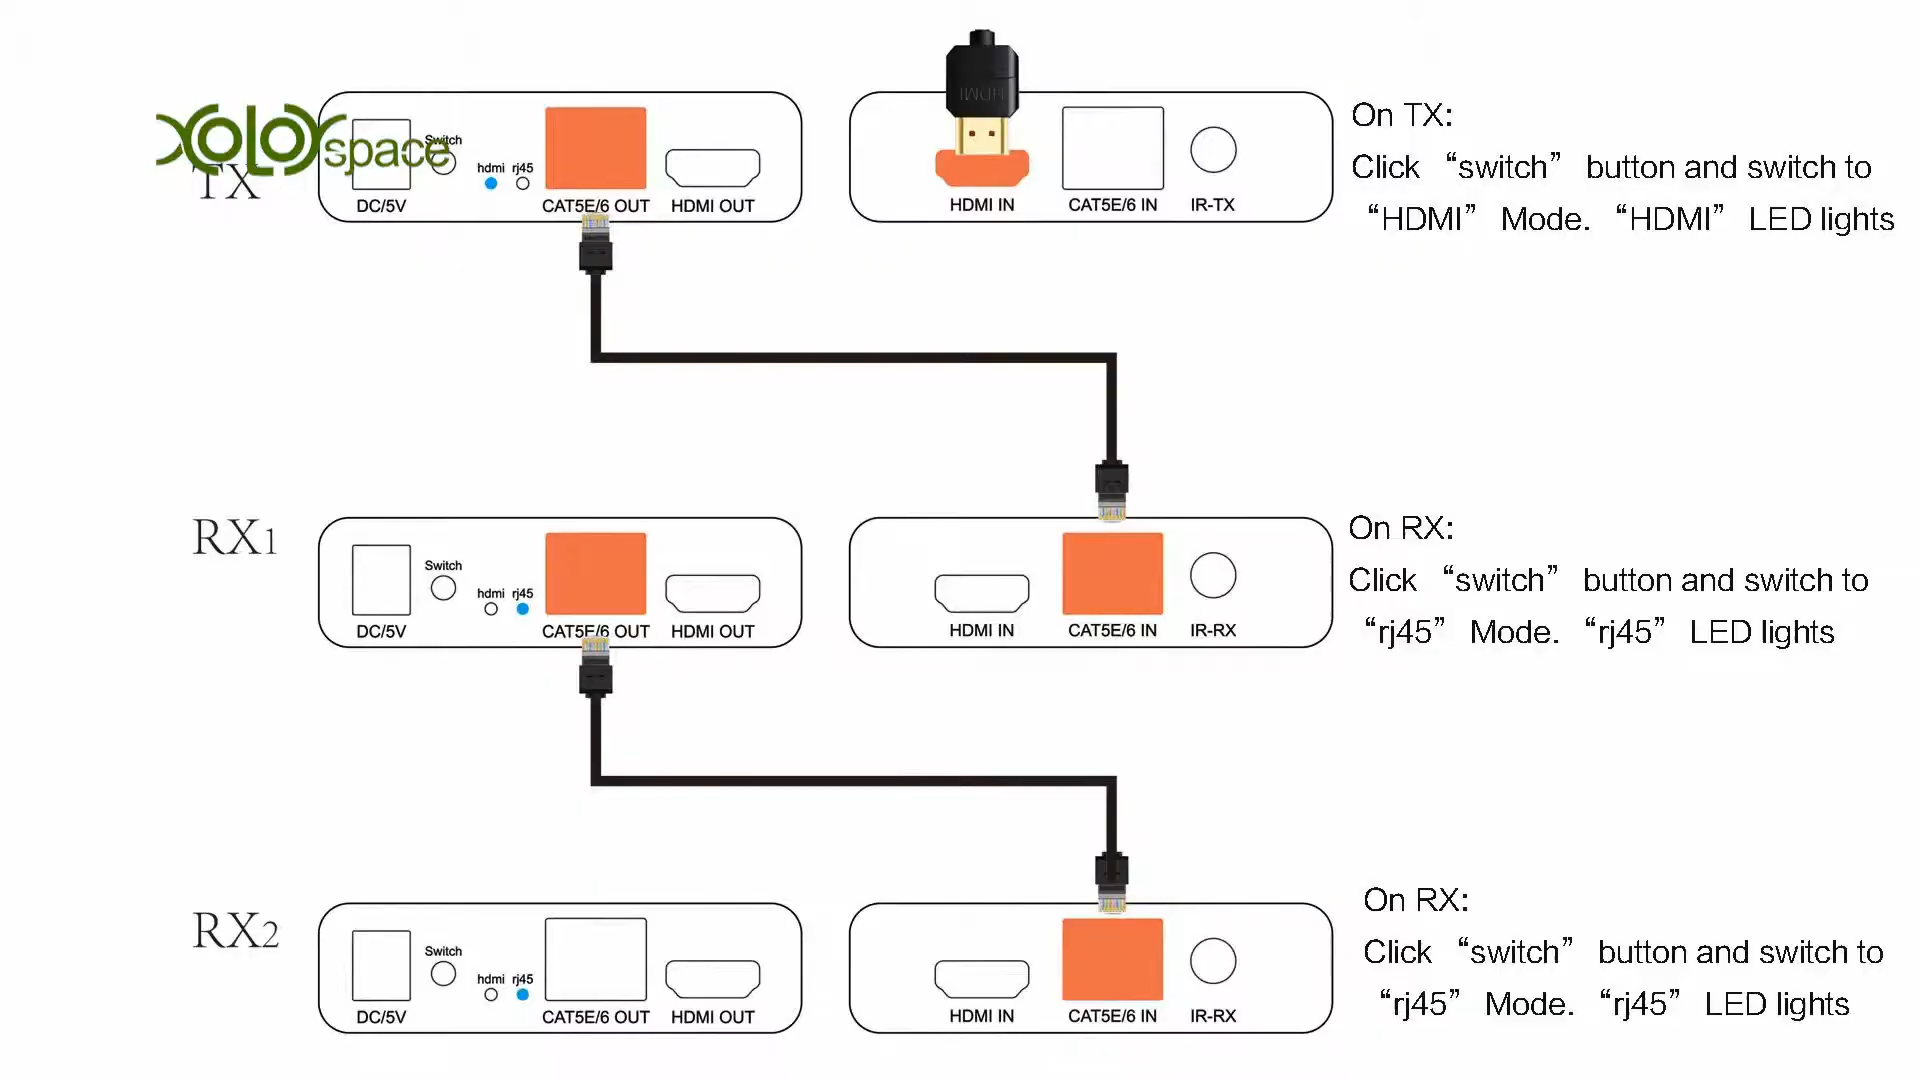 XOLOSpace
TX
Switch
hdmi rj45
DC/5V
CAT5E/6 OUT
HDMI OUT
HDMI
HDMI IN
CAT5E/6 IN
IR-TX
On TX:
Click “switch” button and switch to
“HDMI” Mode. “HDMI” LED lights
RX1
Switch
hdmi rj45
DC/5V
CAT5E/6 OUT
HDMI OUT
HDMI IN
CAT5E/6 IN
IR-RX
On RX:
Click “switch” button and switch to
“rj45” Mode. “rj45” LED lights
RX2
Switch
hdmi rj45
DC/5V
CAT5E/6 OUT
HDMI OUT
HDMI IN
CAT5E/6 IN
IR-RX
On RX:
Click “switch” button and switch to
“rj45” Mode. “rj45” LED lights